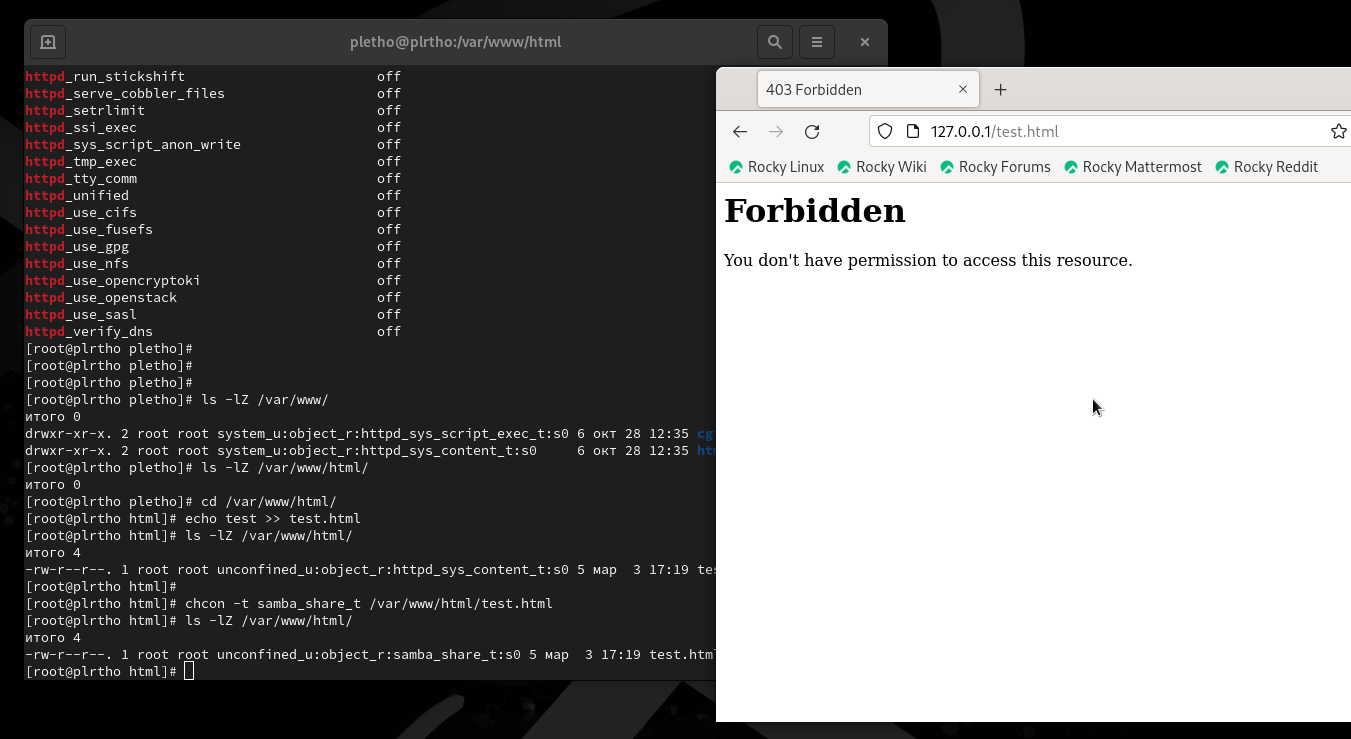 pletho@plrtho:/var/www/html
httpd_run_stickshift off
httpd_serve_cobbler_files off
httpd_setrlimit off
httpd_ssi_exec off
httpd_sys_script_anon_write off
httpd_tmp_exec off
httpd_tty_comm off
httpd_unified off
httpd_use_cifs off
httpd_use_fusefs off
httpd_use_gpg off
httpd_use_nfs off
httpd_use_opencryptoki off
httpd_use_openstack off
httpd_use_sasl off
httpd_verify_dns off
[root@plrtho pletho]#
[root@plrtho pletho]#
[root@plrtho pletho]#
[root@plrtho pletho]# ls -lZ /var/www/
итого 0
drwxr-xr-x. 2 root root system_u:object_r:httpd_sys_script_exec_t:s0 6 окт 28 12:35 cg
drwxr-xr-x. 2 root root system_u:object_r:httpd_sys_content_t:s0 6 окт 28 12:35 ht
[root@plrtho pletho]# ls -lZ /var/www/html/
итого 0
[root@plrtho pletho]# cd /var/www/html/
[root@plrtho html]# echo test >> test.html
[root@plrtho html]# ls -lZ /var/www/html/
итого 4
-rw-r--r--. 1 root root unconfined_u:object_r:httpd_sys_content_t:s0 5 мар 3 17:19 te
[root@plrtho html]#
[root@plrtho html]# chcon -t samba_share_t /var/www/html/test.html
[root@plrtho html]# ls -lZ /var/www/html/
итого 4
-rw-r--r--. 1 root root unconfined_u:object_r:samba_share_t:s0 5 мар 3 17:19 test.html
[root@plrtho html]#
403 Forbidden
127.0.0.1/test.html
Rocky Linux Rocky Wiki Rocky Forums Rocky Mattermost Rocky Reddit
Forbidden
You don't have permission to access this resource.